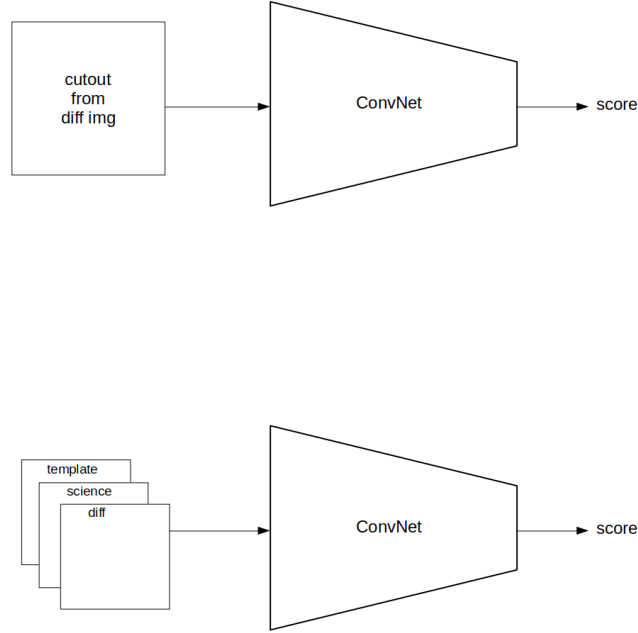 cutout
from
diff img
ConvNet
score
template
science
diff
ConvNet
score